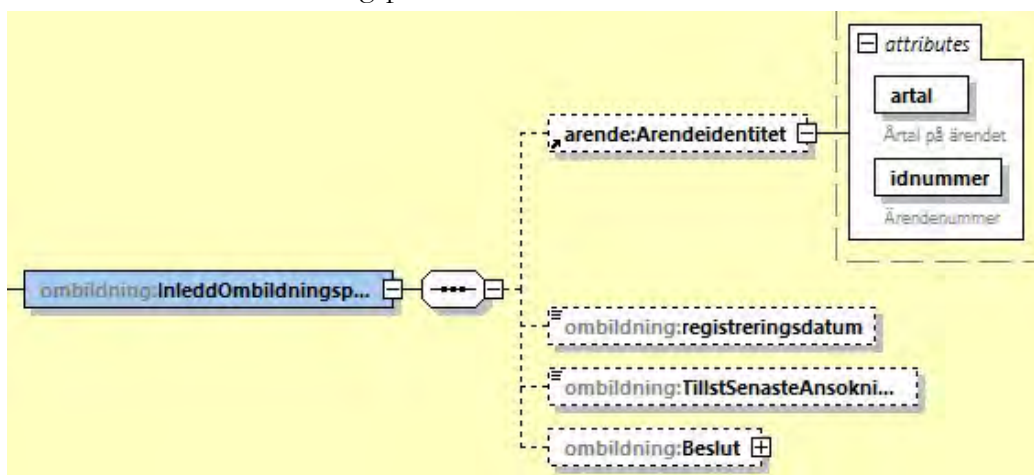 attributes
artal
Årtal på ärendet
arende:Arendeidentitet
idnummer
Ärendenummer
ombildning:InleddOmbildningsp...
ombildning:registreringsdatum
ombildning:TillstSenasteAnsokni...
ombildning:Beslut